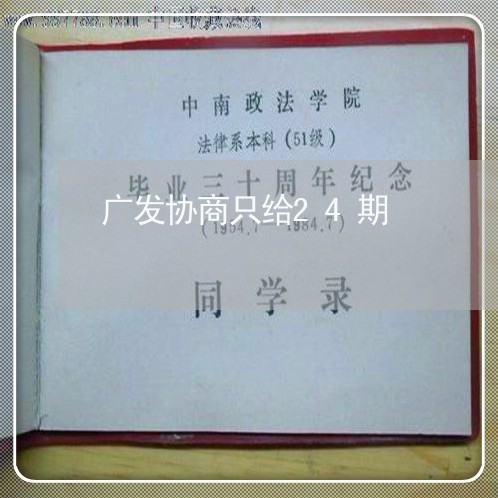 中南政法学院
法律系本科(51级)
毕业三十周年纪念
广发协商只给24期
(1954.7 1984.7)
同学录